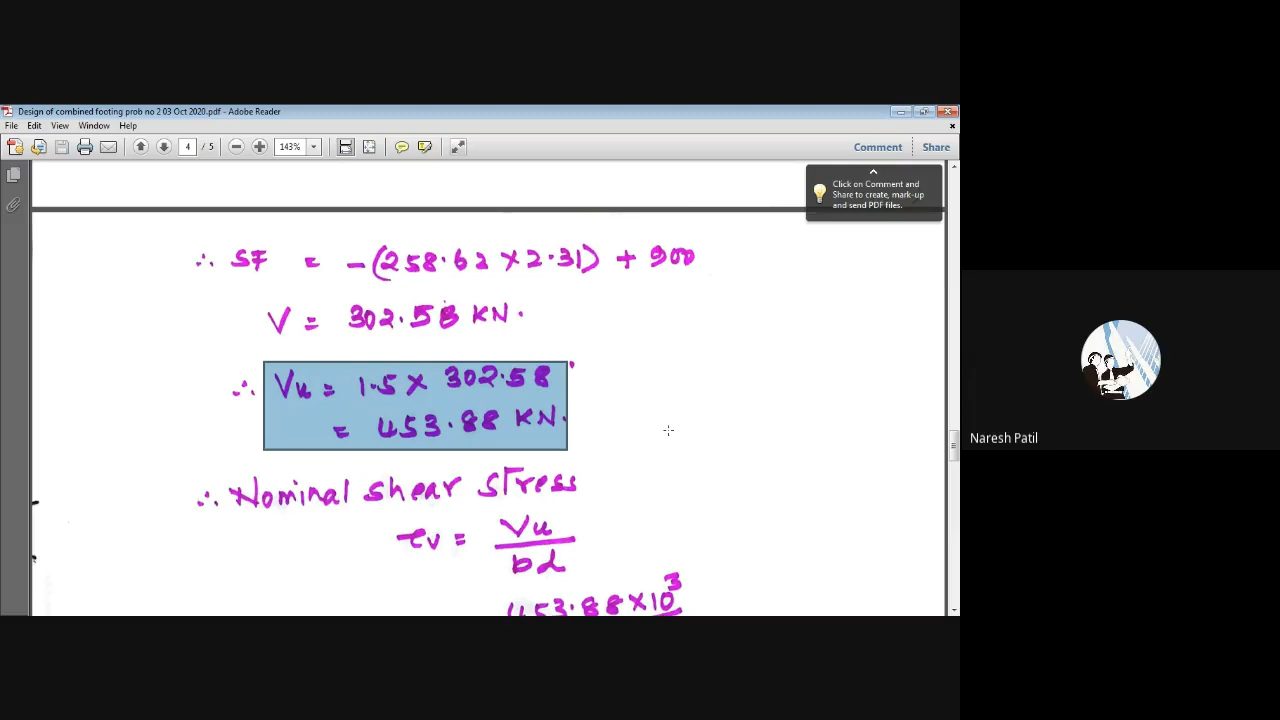 Design of combined footing prob no 2 03 Oct 2020.pdf - Adobe Reader
File Edit View Window Help
4 / 5 143% Comment Share
Click on Comment and
Share to create, mark-up
and send PDF files.
∴ SF = -(258.62 × 2.31) + 900
V = 302.58 KN.
∴ Vu = 1.5 × 302.58
= 453.88 KN.
∴ Nominal shear stress
τv = Vu / bd
453.88 × 10³
Naresh Patil